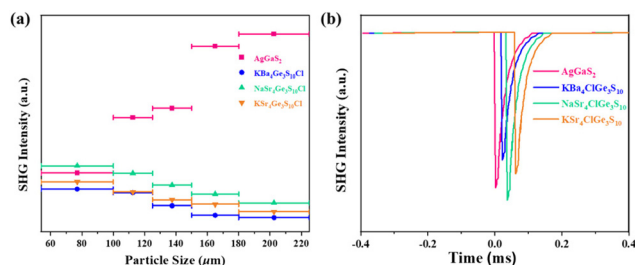 (a)
SHG Intensity (a.u.)
AgGaS₂
KBa₄Ge₃S₁₀Cl
NaSr₄Ge₃S₁₀Cl
KSr₄Ge₃S₁₀Cl
60 80 100 120 140 160 180 200 220
Particle Size (μm)
(b)
SHG Intensity (a.u.)
AgGaS₂
KBa₄ClGe₃S₁₀
NaSr₄ClGe₃S₁₀
KSr₄ClGe₃S₁₀
-0.4 -0.2 0.0 0.2 0.4
Time (ms)